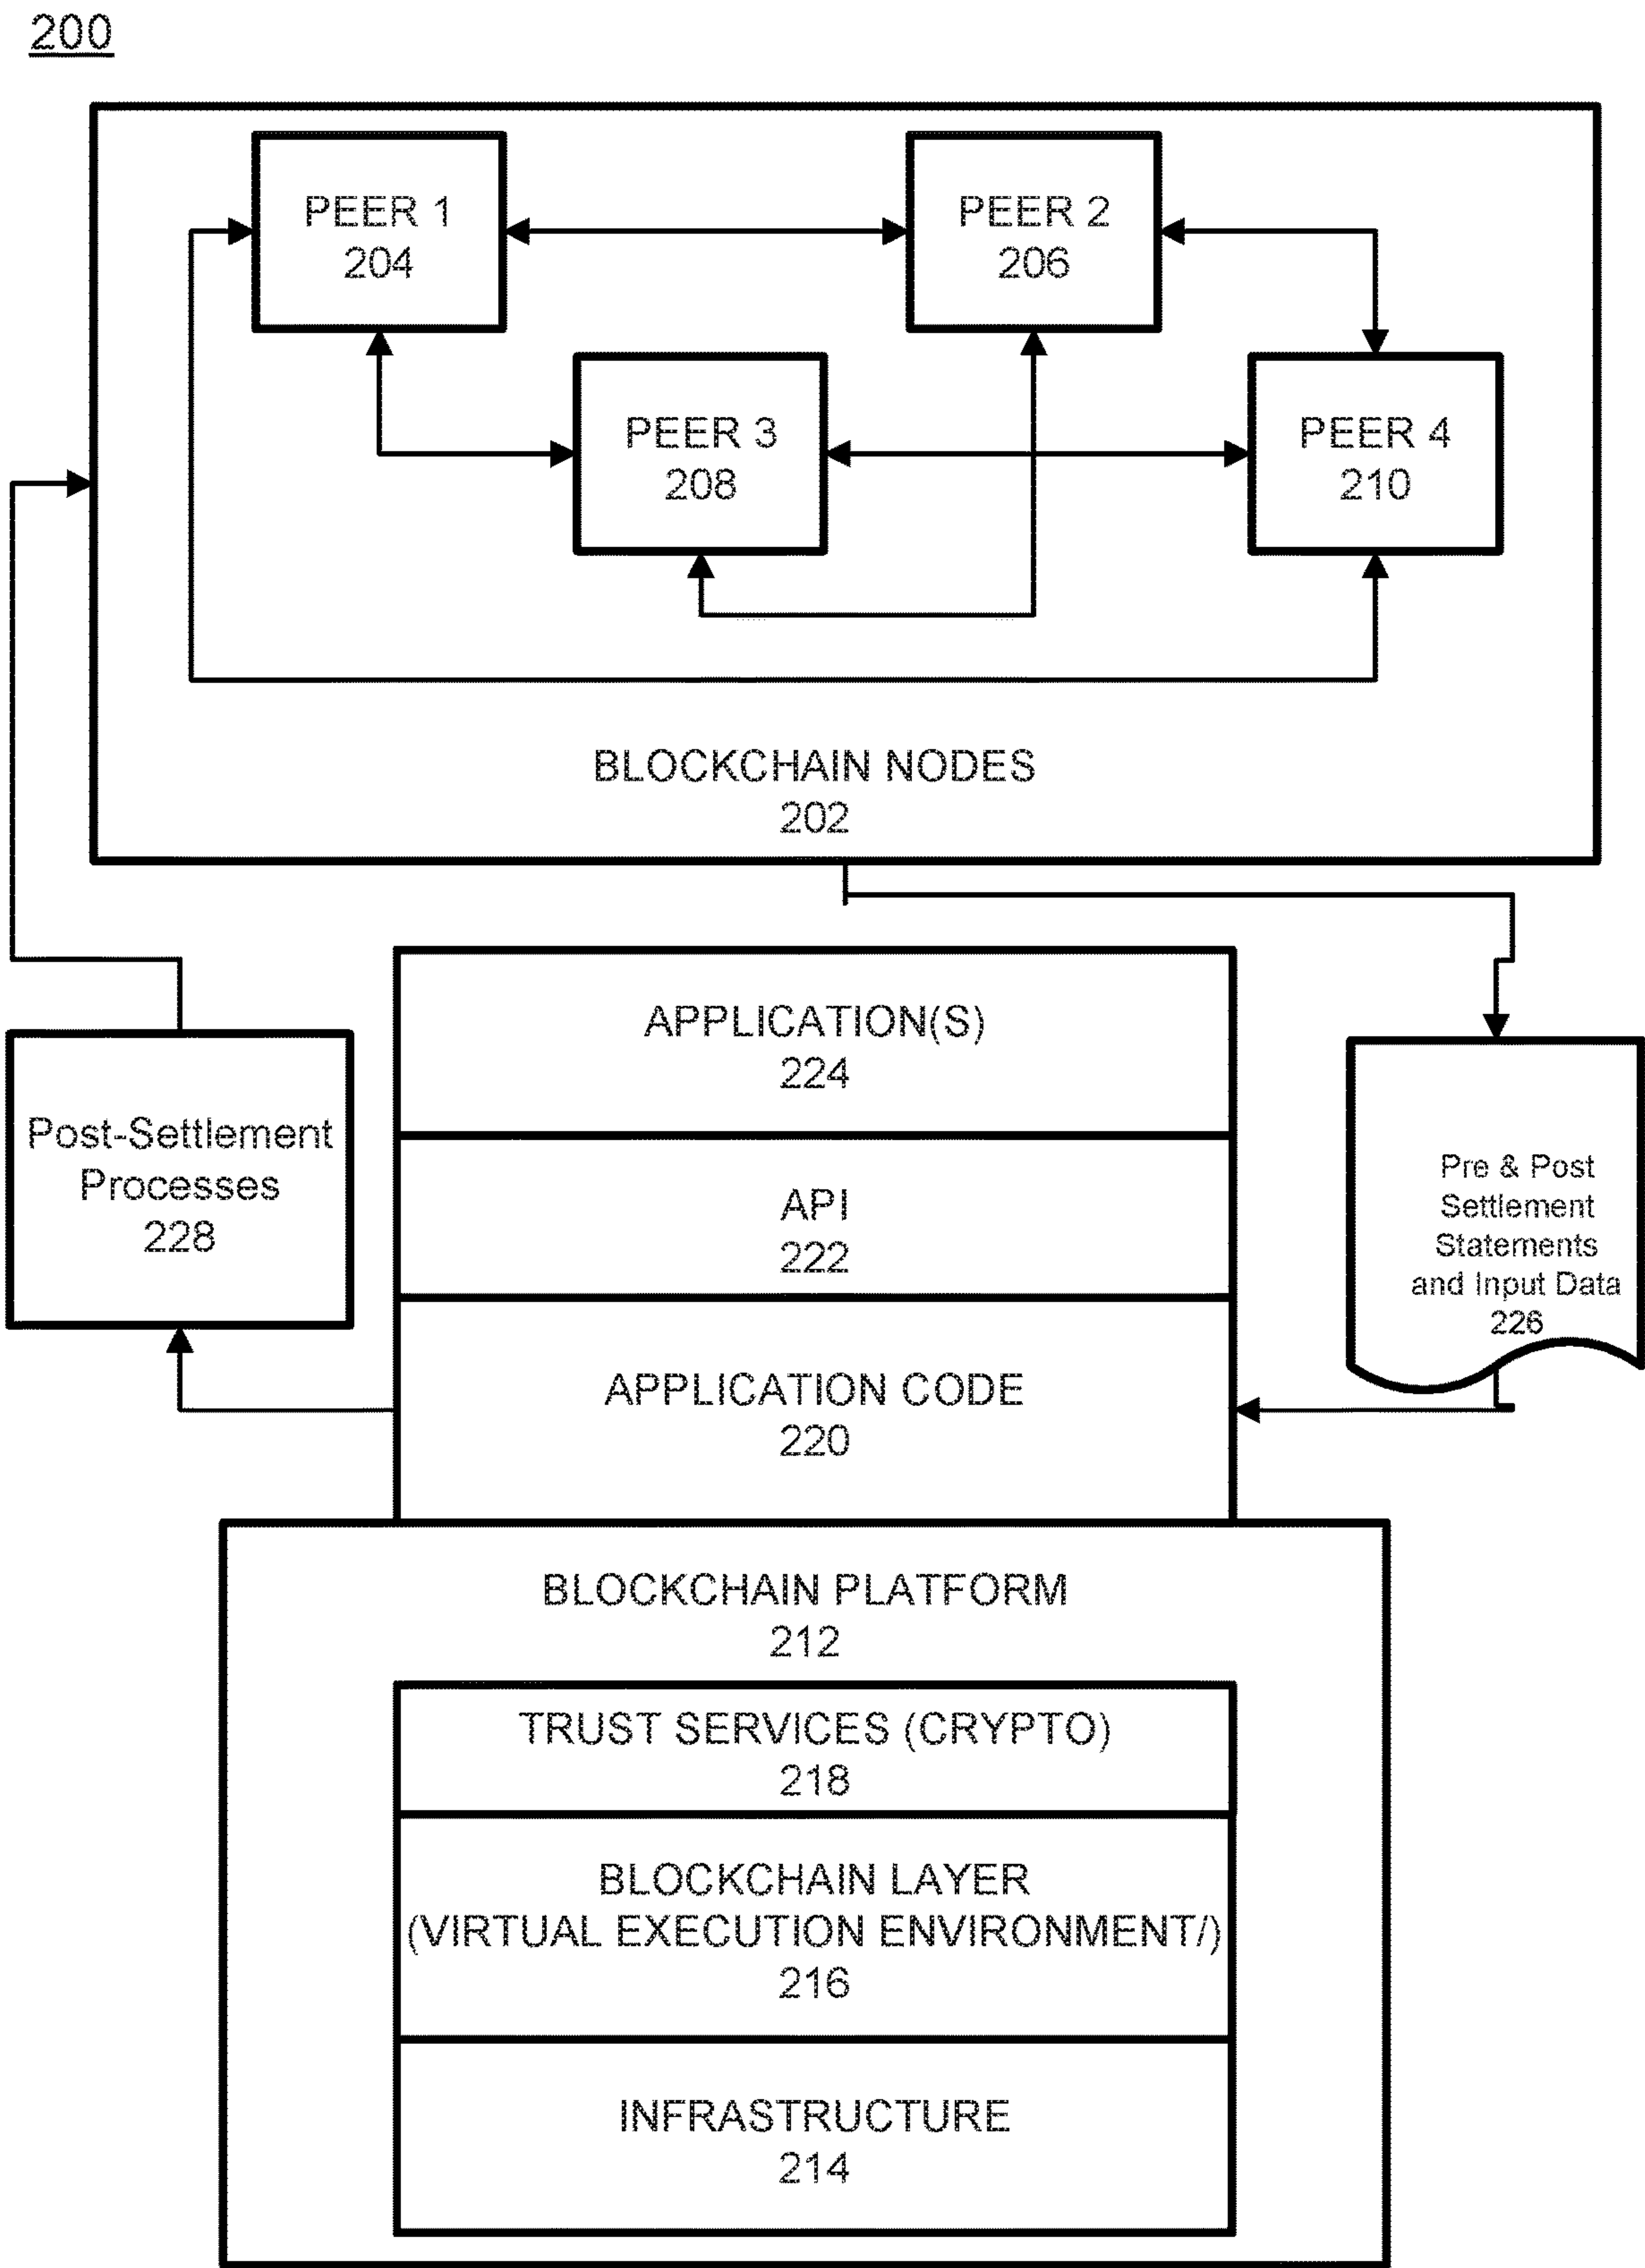 200
PEER 1
204
PEER 2
206
PEER 3
208
PEER 4
210
BLOCKCHAIN NODES
202
APPLICATION(S)
224
API
222
APPLICATION CODE
220
Post-Settlement
Processes
228
Pre & Post
Settlement
Statements
and Input Data
226
BLOCKCHAIN PLATFORM
212
TRUST SERVICES (CRYPTO)
218
BLOCKCHAIN LAYER
(VIRTUAL EXECUTION ENVIRONMENT/)
216
INFRASTRUCTURE
214